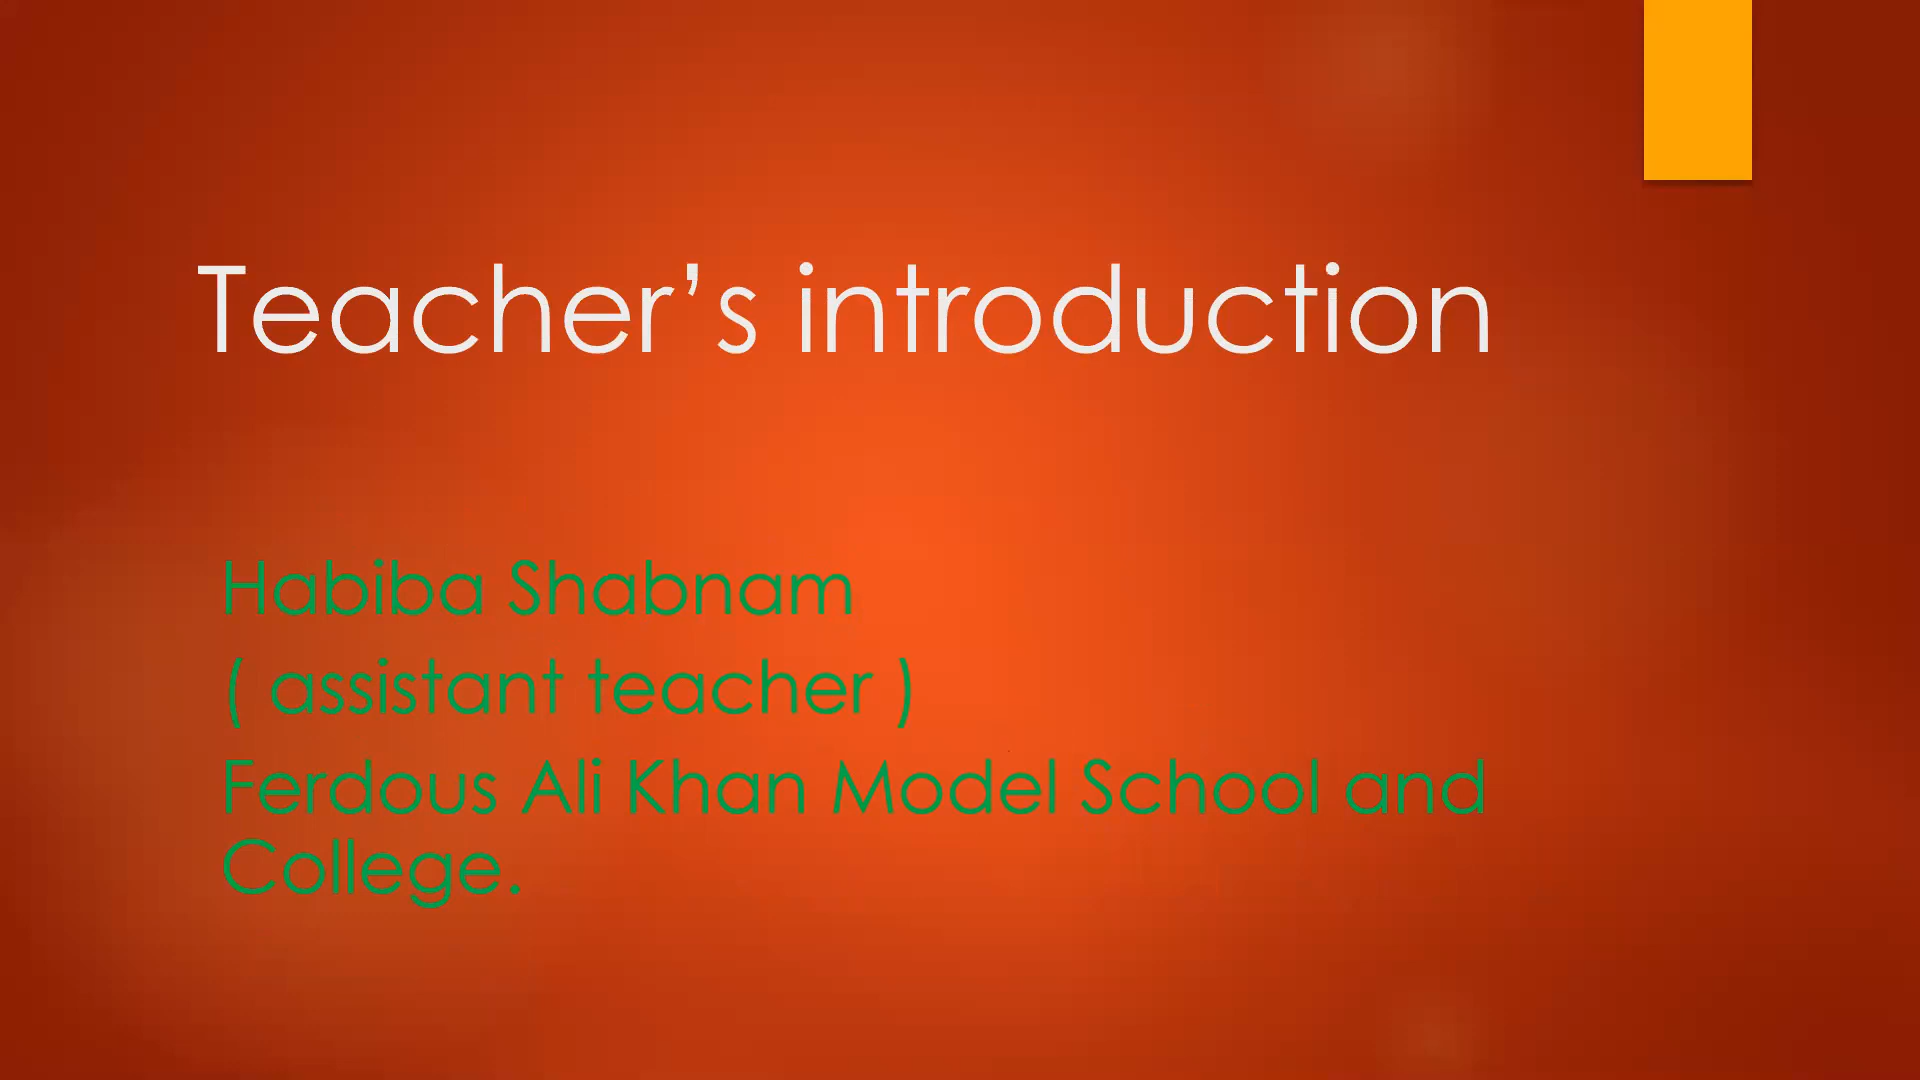 Teacher’s introduction
Habiba Shabnam
( assistant teacher )
Ferdous Ali Khan Model School and
College.